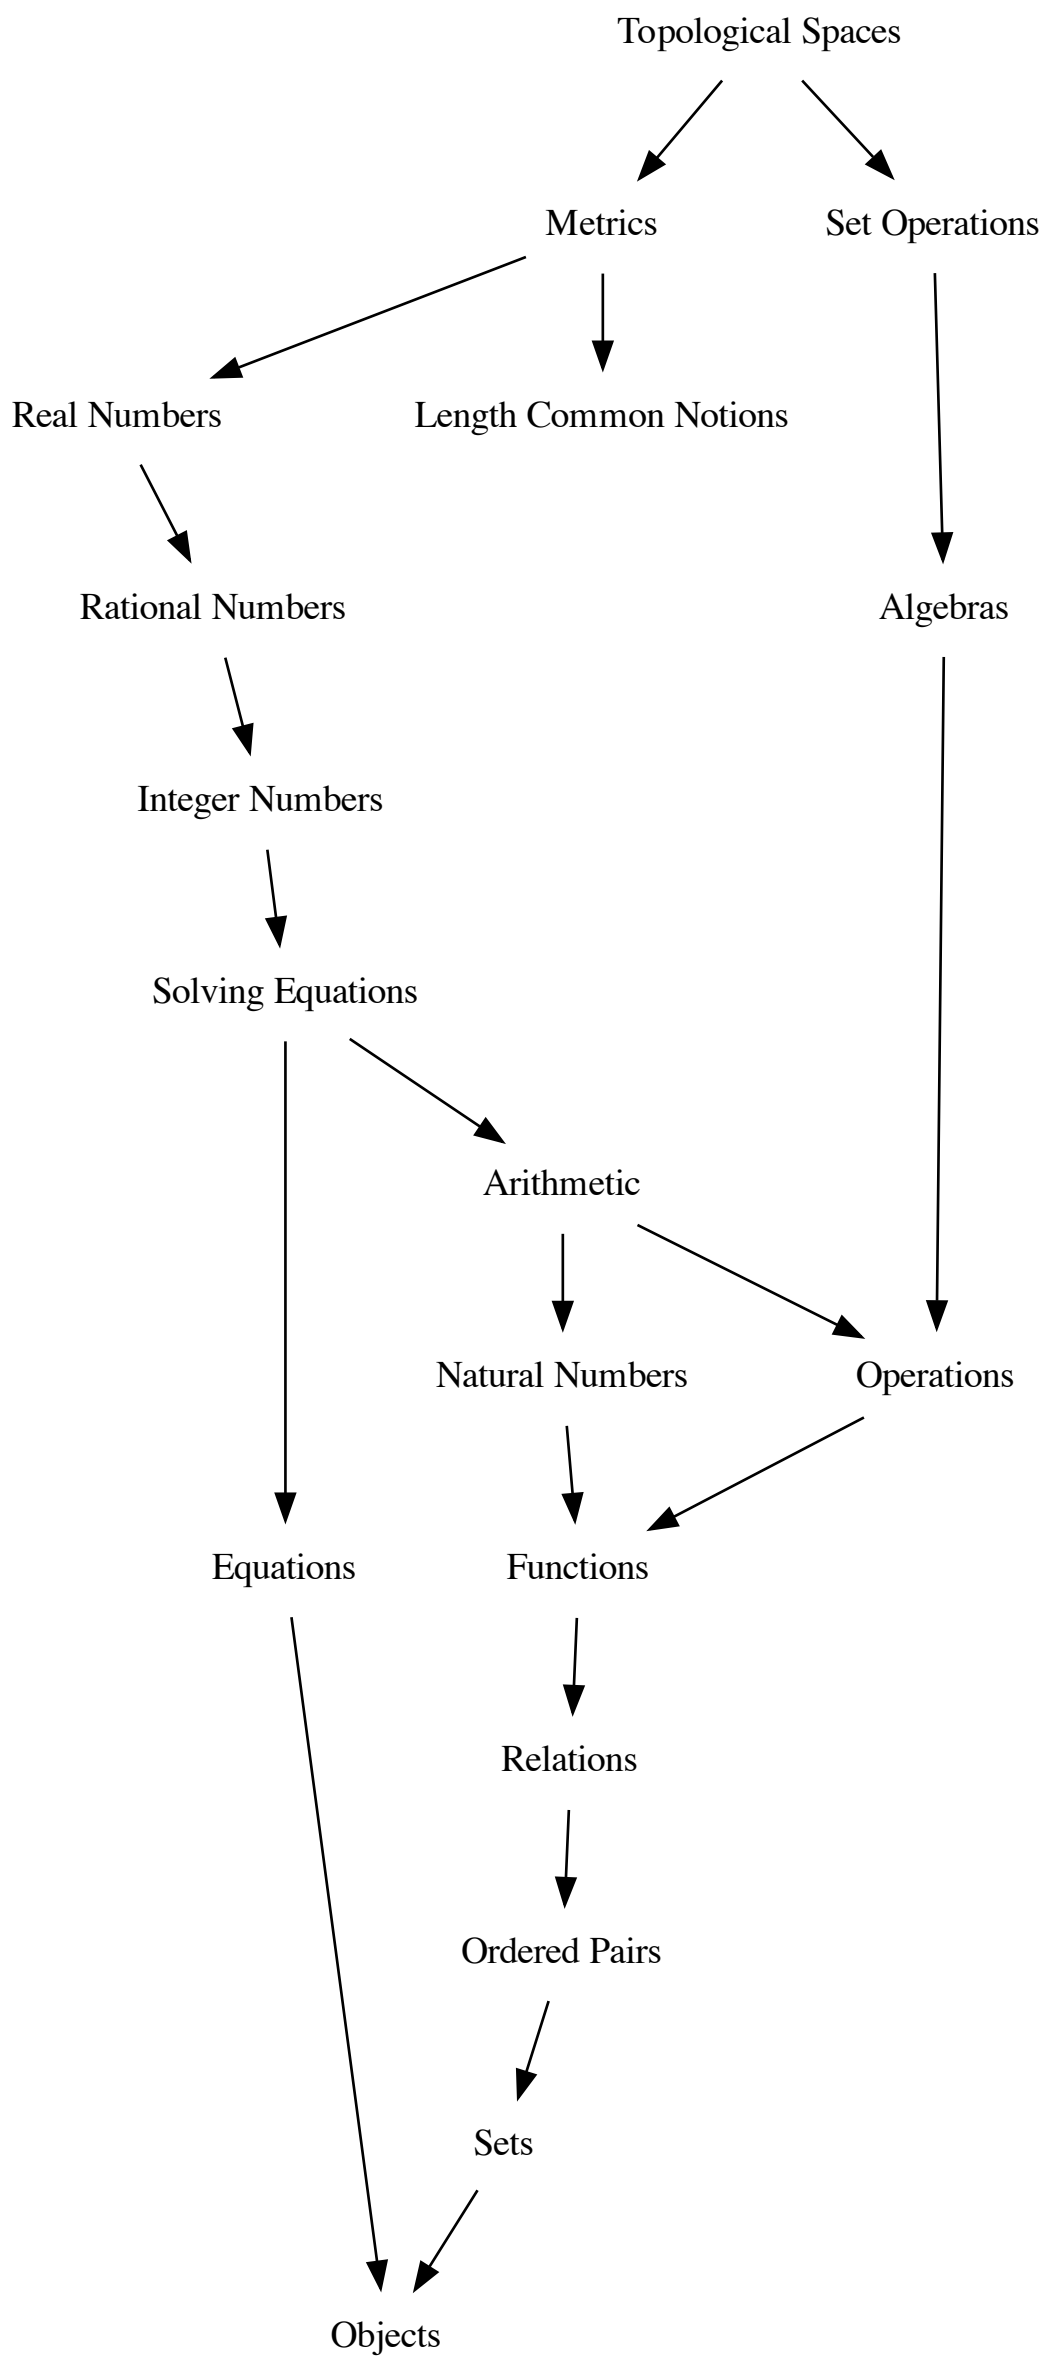 Topological Spaces
Metrics
Set Operations
Real Numbers
Length Common Notions
Rational Numbers
Algebras
Integer Numbers
Solving Equations
Arithmetic
Natural Numbers
Operations
Equations
Functions
Relations
Ordered Pairs
Sets
Objects